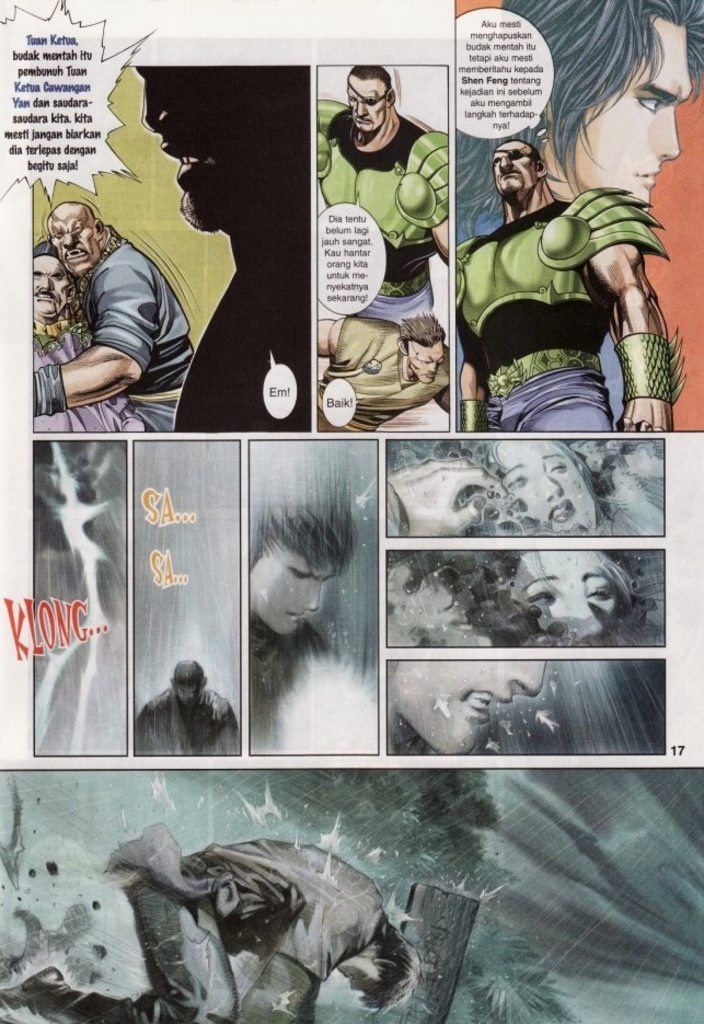 Tuan Ketua,
budak mentah itu
pembunuh Tuan
Ketua Cawangan
Yan dan saudara-
saudara kita. kita
mesti jangan biarkan
dia terlepas dengan
begitu saja!
Em!
Dia tentu
belum lagi
jauh sangat.
Kau hantar
orang kita
untuk me-
nyekatnya
sekarang!
Baik!
Aku mesti
menghapuskan
budak mentah itu
tetapi aku mesti
memberitahu kepada
Shen Feng tentang
kejadian ini sebelum
aku mengambil
langkah terhadap-
nya!
KLONG...
SA...
SA...
17